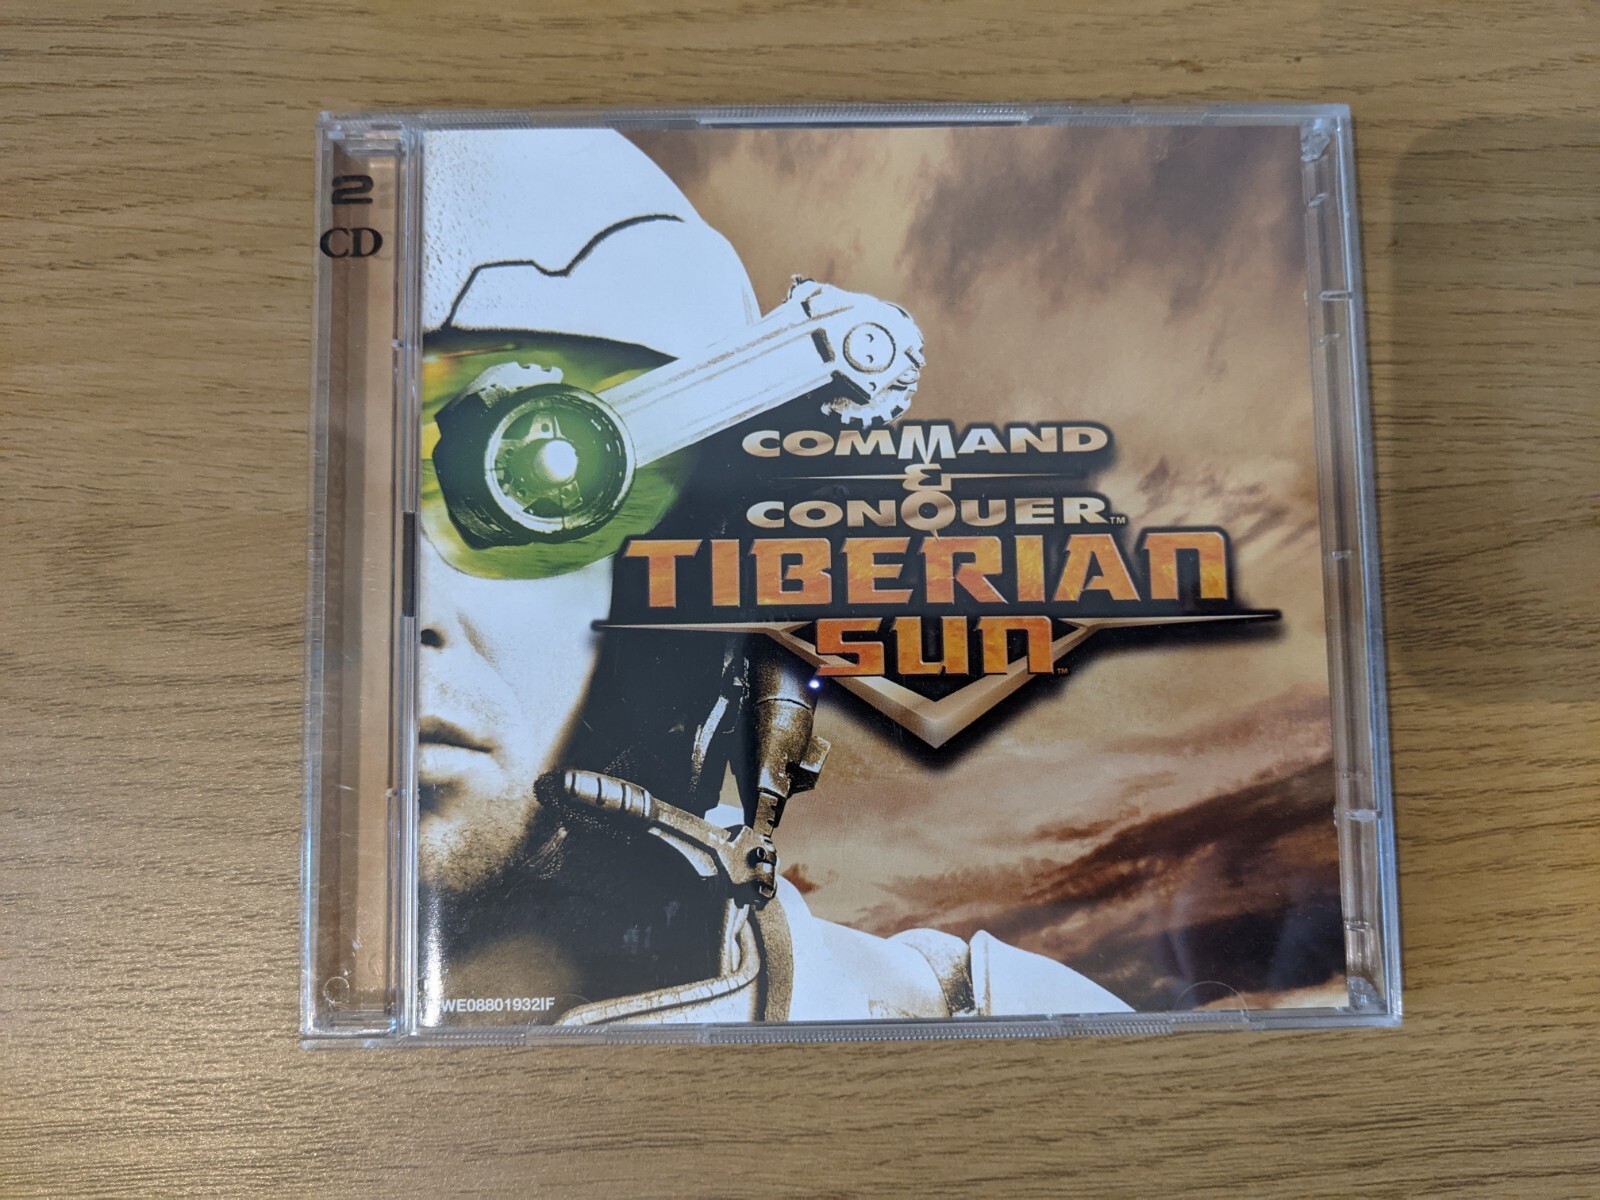 2
CD
COMMAND
&
CONQUER™
TIBERIAN
SUN™
WE08801932IF